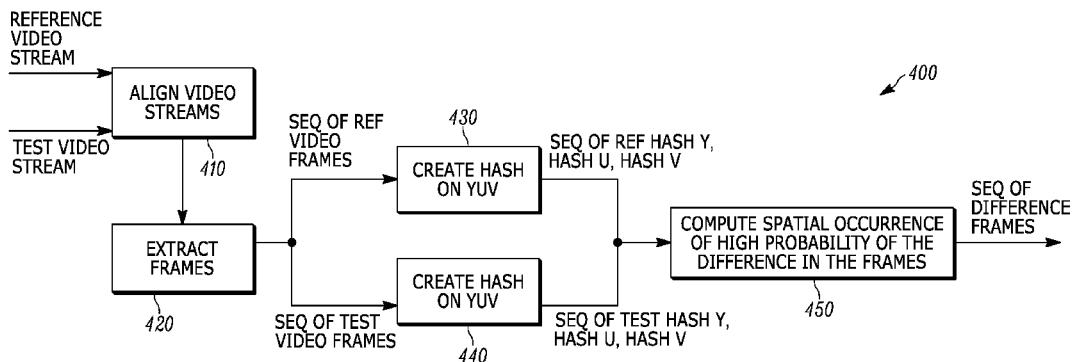 REFERENCE
VIDEO
STREAM
ALIGN VIDEO
STREAMS
TEST VIDEO
STREAM
410
EXTRACT
FRAMES
420
SEQ OF REF
VIDEO
FRAMES
430
CREATE HASH
ON YUV
SEQ OF REF HASH Y,
HASH U, HASH V
SEQ OF TEST
VIDEO FRAMES
CREATE HASH
ON YUV
440
SEQ OF TEST HASH Y,
HASH U, HASH V
400
COMPUTE SPATIAL OCCURRENCE
OF HIGH PROBABILITY OF THE
DIFFERENCE IN THE FRAMES
450
SEQ OF
DIFFERENCE
FRAMES